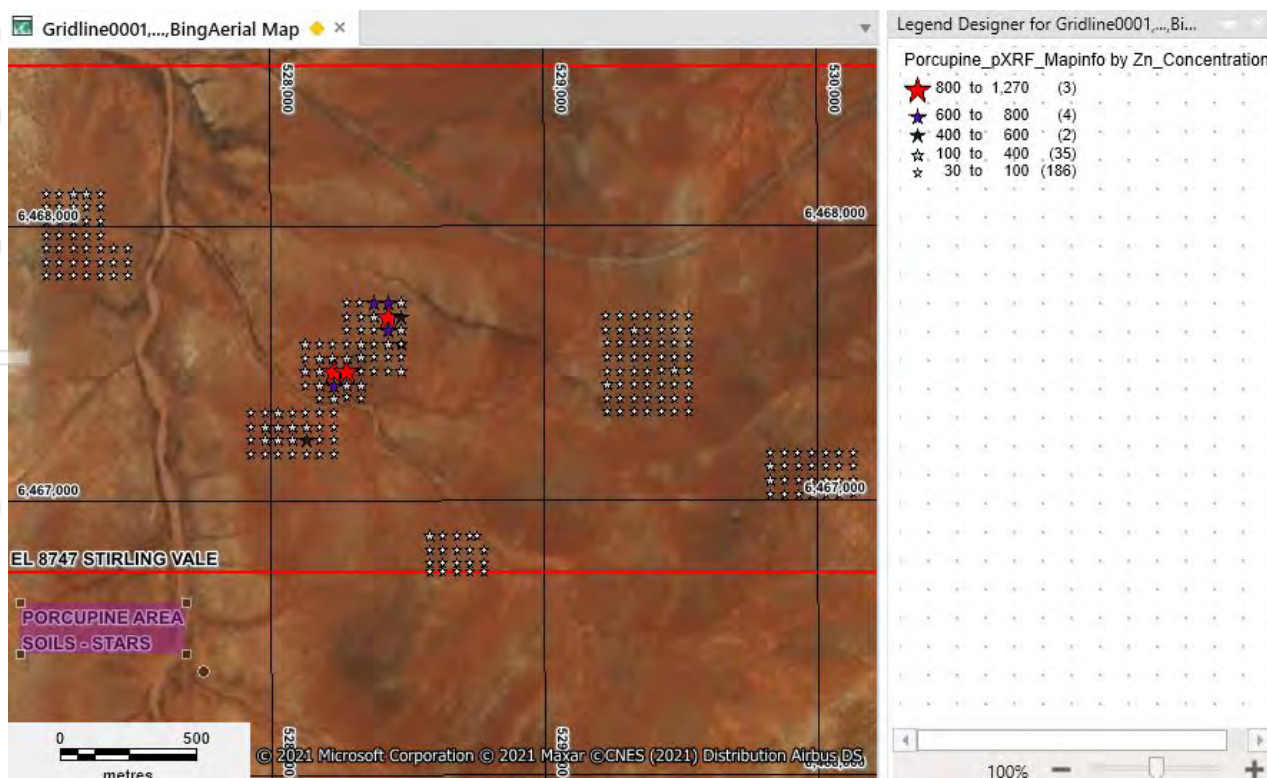 Gridline0001,...,BingAerial Map
528,000
529,000
530,000
6,468,000
6,468,000
6,467,000
6,467,000
EL 8747 STIRLING VALE
PORCUPINE AREA
SOILS - STARS
0 500
metres
© 2021 Microsoft Corporation © 2021 Maxar ©CNES (2021) Distribution Airbus DS
Legend Designer for Gridline0001,...,Bi...
Porcupine_pXRF_Mapinfo by Zn_Concentration
800 to 1,270 (3)
600 to 800 (4)
400 to 600 (2)
100 to 400 (35)
30 to 100 (186)
100%